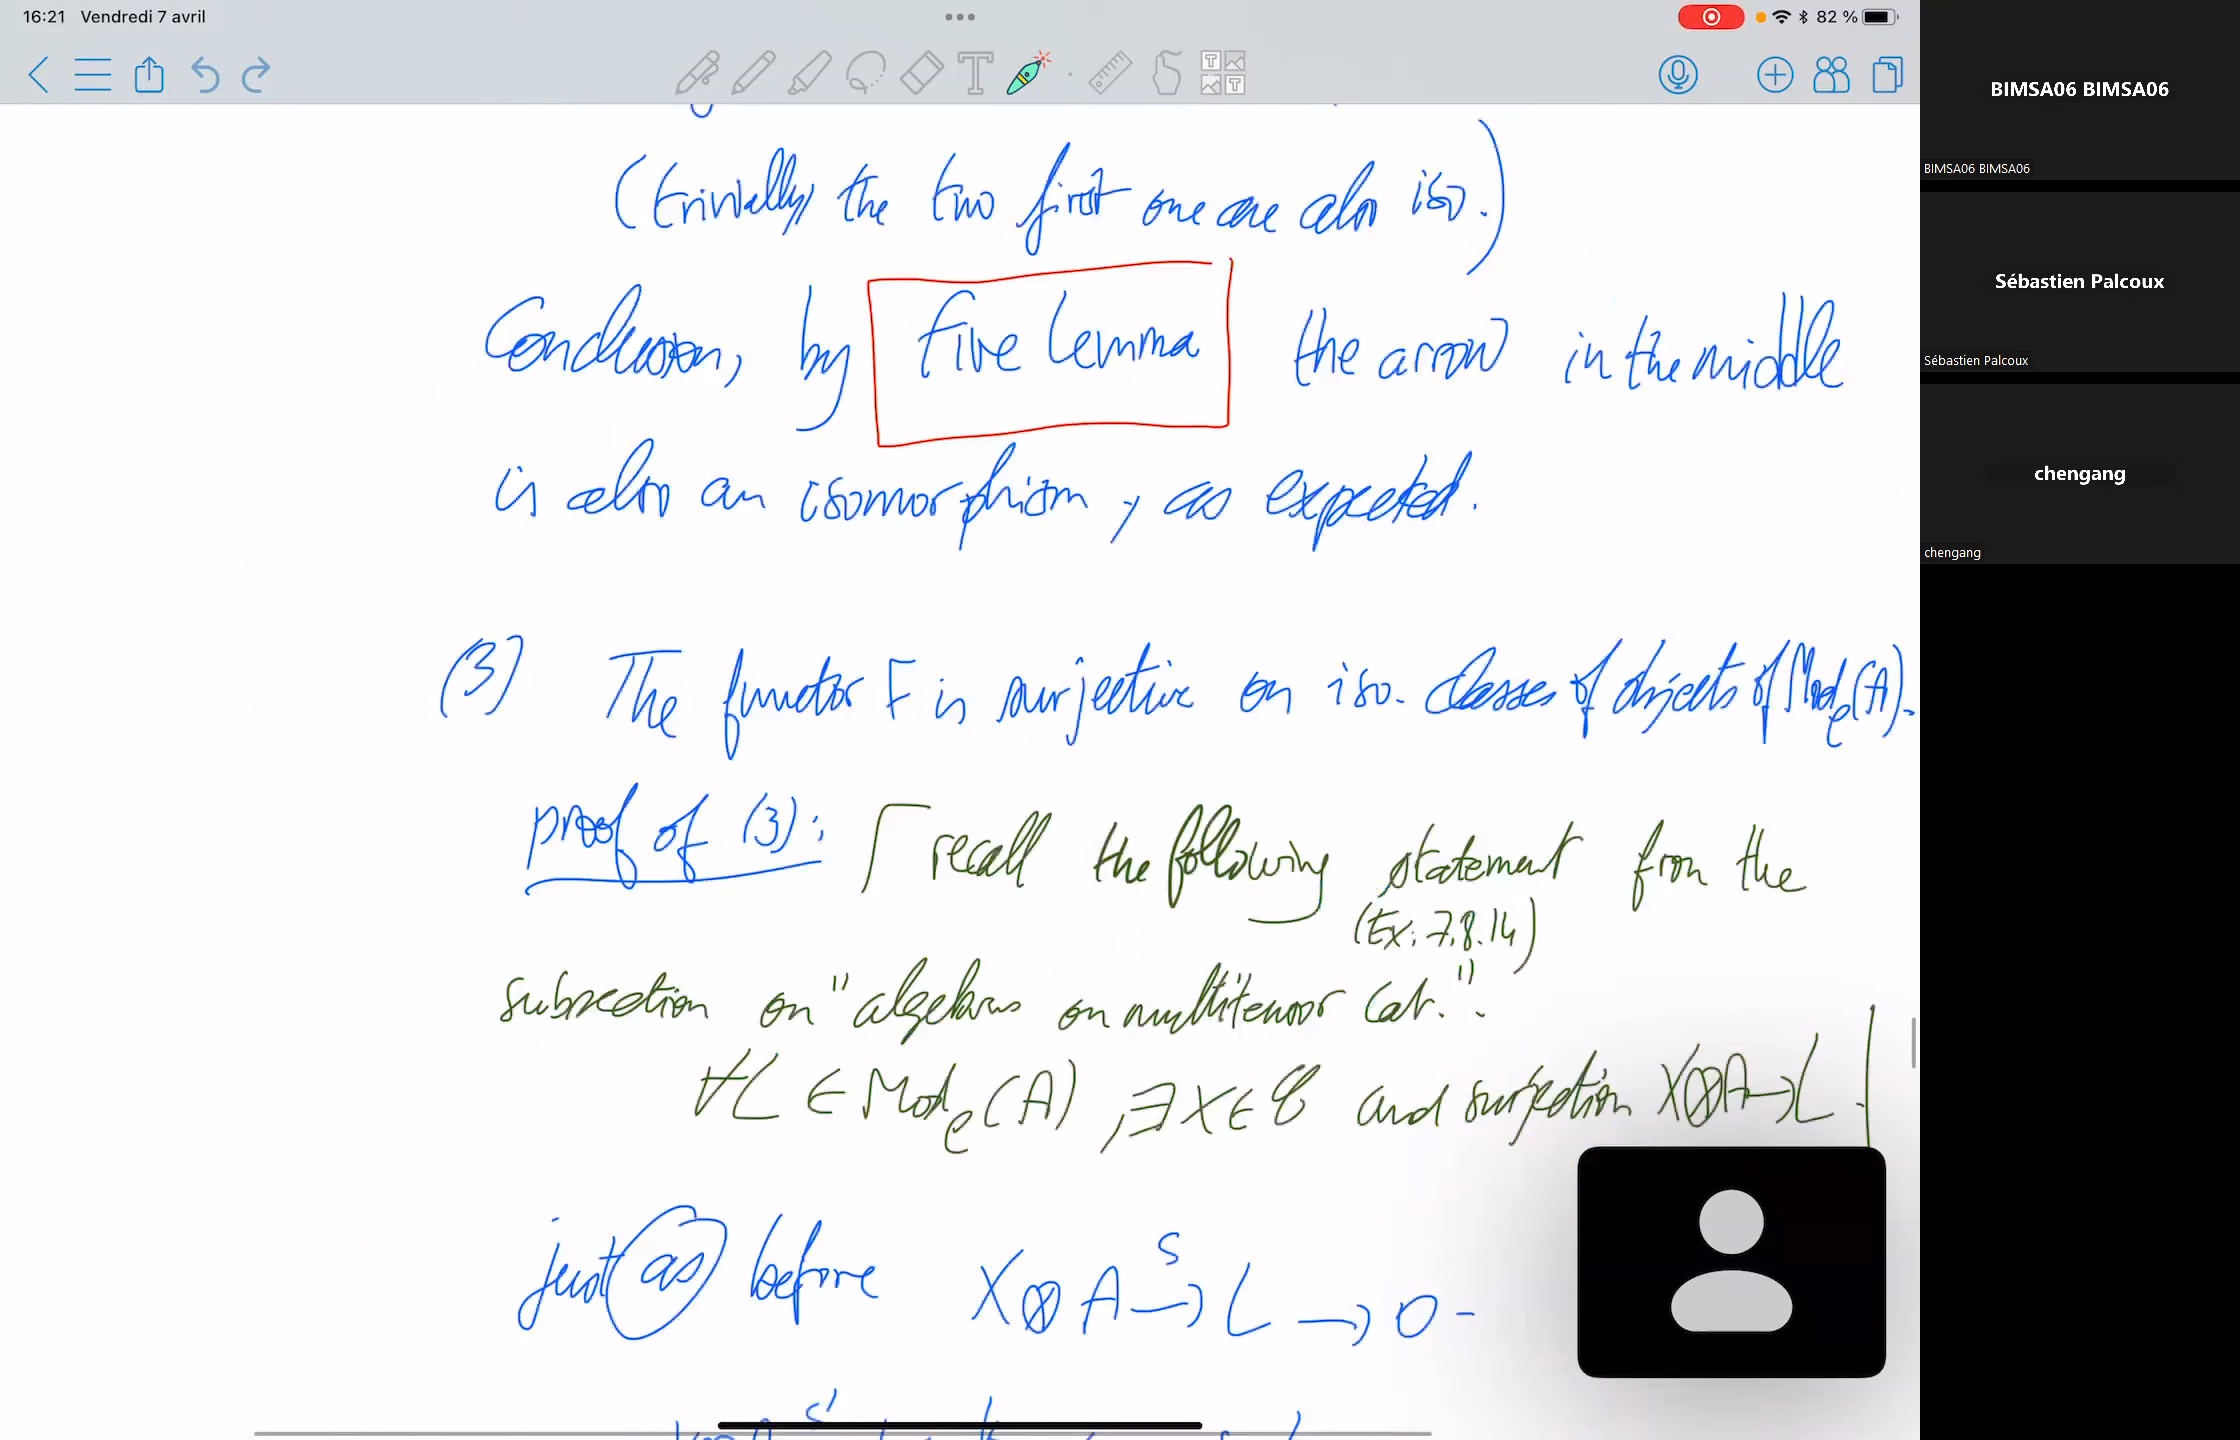 16:21 Vendredi 7 avril
82 %
(trivially, the two first one are also iso.)
Conclusion, by five lemma the arrow in the middle
is also an isomorphism, as expected.
(3) The functor F is surjective on iso. classes of objects of Mod_C(A).
proof of (3): ⌈ recall the following statement from the
(Ex. 7.8.14)
subsection on "algebras on multitensor cat.".
∀L ∈ Mod_C(A), ∃X ∈ C and surjection X⊗A→L.
just as before X⊗A →^S L → 0
BIMSA06 BIMSA06
BIMSA06 BIMSA06
Sébastien Palcoux
Sébastien Palcoux
chengang
chengang